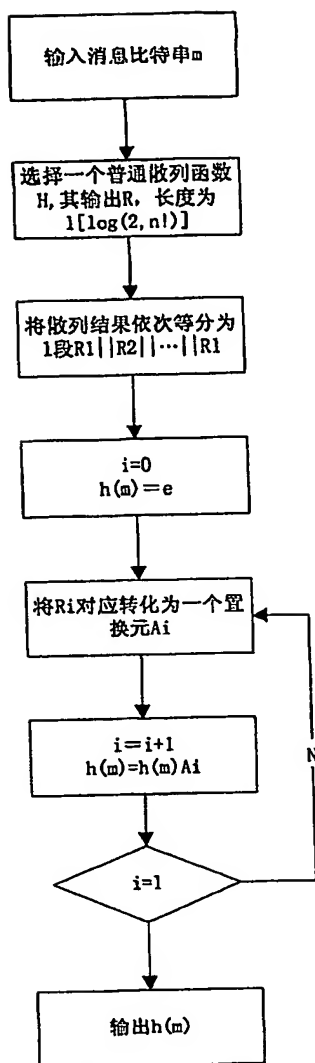 输入消息比特串m
选择一个普通散列函数
H,其输出R，长度为
l[log(2,n!)]
将散列结果依次等分为
l段R1||R2||…||Rl
i=0
h(m)=e
将Ri对应转化为一个置
换元Ai
i=i+1
h(m)=h(m)Ai
N
i=l
输出h(m)